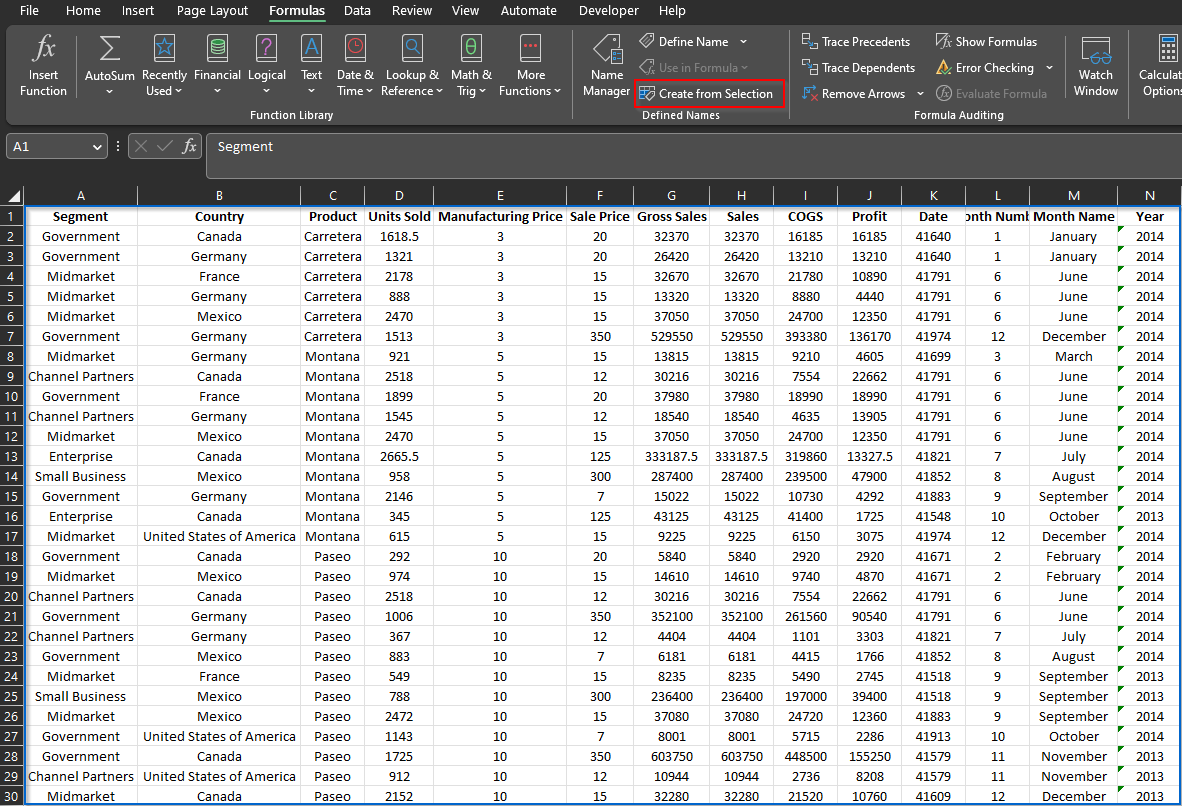 File Home Insert Page Layout Formulas Data Review View Automate Developer Help
fx Insert Function
AutoSum
Recently Used
Financial
Logical
Text
Date & Time
Lookup & Reference
Math & Trig
More Functions
Function Library
Name Manager
Define Name
Use in Formula
Create from Selection
Defined Names
Trace Precedents
Trace Dependents
Remove Arrows
Show Formulas
Error Checking
Evaluate Formula
Formula Auditing
Watch Window
A1 fx Segment
A B C D E F G H I J K L M N
1 Segment Country Product Units Sold Manufacturing Price Sale Price Gross Sales Sales COGS Profit Date Month Name Year
2 Government Canada Carretera 1618.5 3 20 32370 32370 16185 16185 41640 1 January 2014
3 Government Germany Carretera 1321 3 20 26420 26420 13210 13210 41640 1 January 2014
4 Midmarket France Carretera 2178 3 15 32670 32670 21780 10890 41791 6 June 2014
5 Midmarket Germany Carretera 888 3 15 13320 13320 8880 4440 41791 6 June 2014
6 Midmarket Mexico Carretera 2470 3 15 37050 37050 24700 12350 41791 6 June 2014
7 Government Germany Carretera 1513 3 350 529550 529550 393380 136170 41974 12 December 2014
8 Midmarket Germany Montana 921 5 15 13815 13815 9210 4605 41699 3 March 2014
9 Channel Partners Canada Montana 2518 5 12 30216 30216 7554 22662 41791 6 June 2014
10 Government France Montana 1899 5 20 37980 37980 18990 18990 41791 6 June 2014
11 Channel Partners Germany Montana 1545 5 12 18540 18540 4635 13905 41791 6 June 2014
12 Midmarket Mexico Montana 2470 5 15 37050 37050 24700 12350 41791 6 June 2014
13 Enterprise Canada Montana 2665.5 5 125 333187.5 333187.5 319860 13327.5 41821 7 July 2014
14 Small Business Mexico Montana 958 5 300 287400 287400 239500 47900 41852 8 August 2014
15 Government Germany Montana 2146 5 7 15022 15022 10730 4292 41883 9 September 2014
16 Enterprise Canada Montana 345 5 125 43125 43125 41400 1725 41548 10 October 2013
17 Midmarket United States of America Montana 615 5 15 9225 9225 6150 3075 41974 12 December 2014
18 Government Canada Paseo 292 10 20 5840 5840 2920 2920 41671 2 February 2014
19 Midmarket Mexico Paseo 974 10 15 14610 14610 9740 4870 41671 2 February 2014
20 Channel Partners Canada Paseo 2518 10 12 30216 30216 7554 22662 41791 6 June 2014
21 Government Germany Paseo 1006 10 350 352100 352100 261560 90540 41791 6 June 2014
22 Channel Partners Germany Paseo 367 10 12 4404 4404 1101 3303 41821 7 July 2014
23 Government Mexico Paseo 883 10 7 6181 6181 4415 1766 41852 8 August 2014
24 Midmarket France Paseo 549 10 15 8235 8235 5490 2745 41518 9 September 2013
25 Small Business Mexico Paseo 788 10 300 236400 236400 197000 39400 41518 9 September 2013
26 Midmarket Mexico Paseo 2472 10 15 37080 37080 24720 12360 41883 9 September 2014
27 Government United States of America Paseo 1143 10 7 8001 8001 5715 2286 41913 10 October 2014
28 Government Canada Paseo 1725 10 350 603750 603750 448500 155250 41579 11 November 2013
29 Channel Partners United States of America Paseo 912 10 12 10944 10944 2736 8208 41579 11 November 2013
30 Midmarket Canada Paseo 2152 10 15 32280 32280 21520 10760 41609 12 December 2013